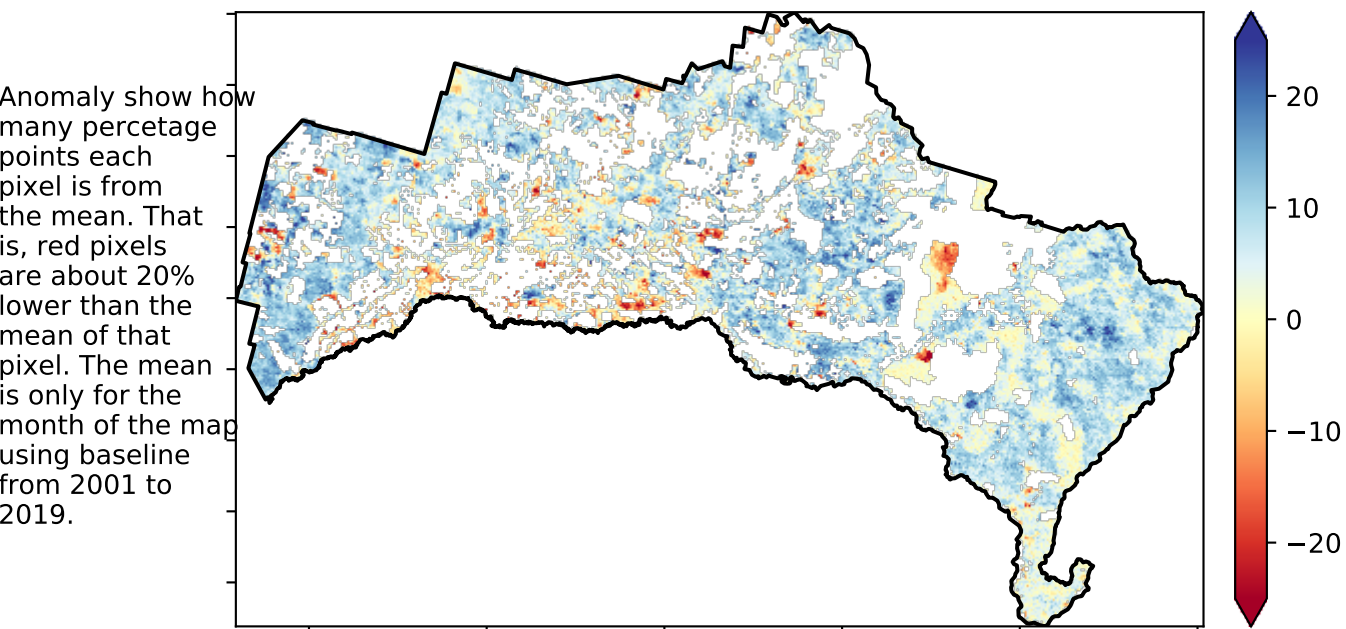 Anomaly show how
many percetage
points each
pixel is from
the mean. That
is, red pixels
are about 20%
lower than the
mean of that
pixel. The mean
is only for the
month of the map
using baseline
from 2001 to
2019.
20
10
0
−10
−20